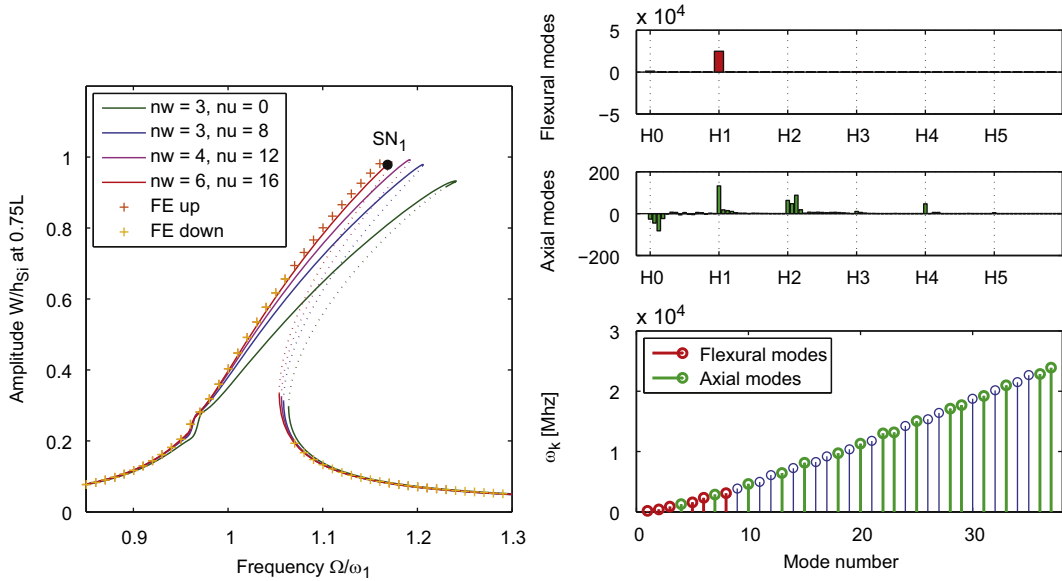 nw = 3, nu = 0
nw = 3, nu = 8
nw = 4, nu = 12
nw = 6, nu = 16
FE up
FE down
SN1
Amplitude W/hSi at 0.75L
0
0.2
0.4
0.6
0.8
1
0.9
1
1.1
1.2
1.3
Frequency Ω/ω1
x 10^4
Flexural modes
5
0
−5
H0
H1
H2
H3
H4
H5
Axial modes
200
0
−200
H0
H1
H2
H3
H4
H5
x 10^4
ωk [Mhz]
3
2
1
0
Flexural modes
Axial modes
0
10
20
30
Mode number